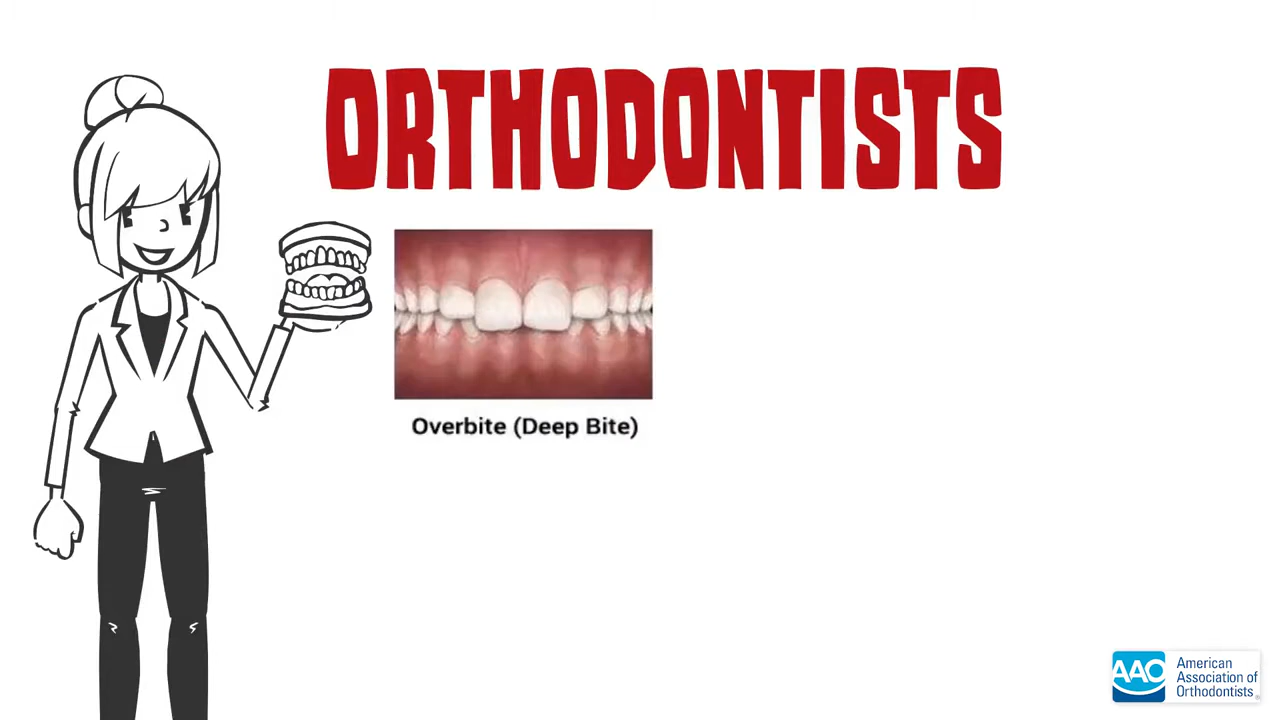 ORTHODONTISTS
Overbite (Deep Bite)
AAO
American
Association of
Orthodontists